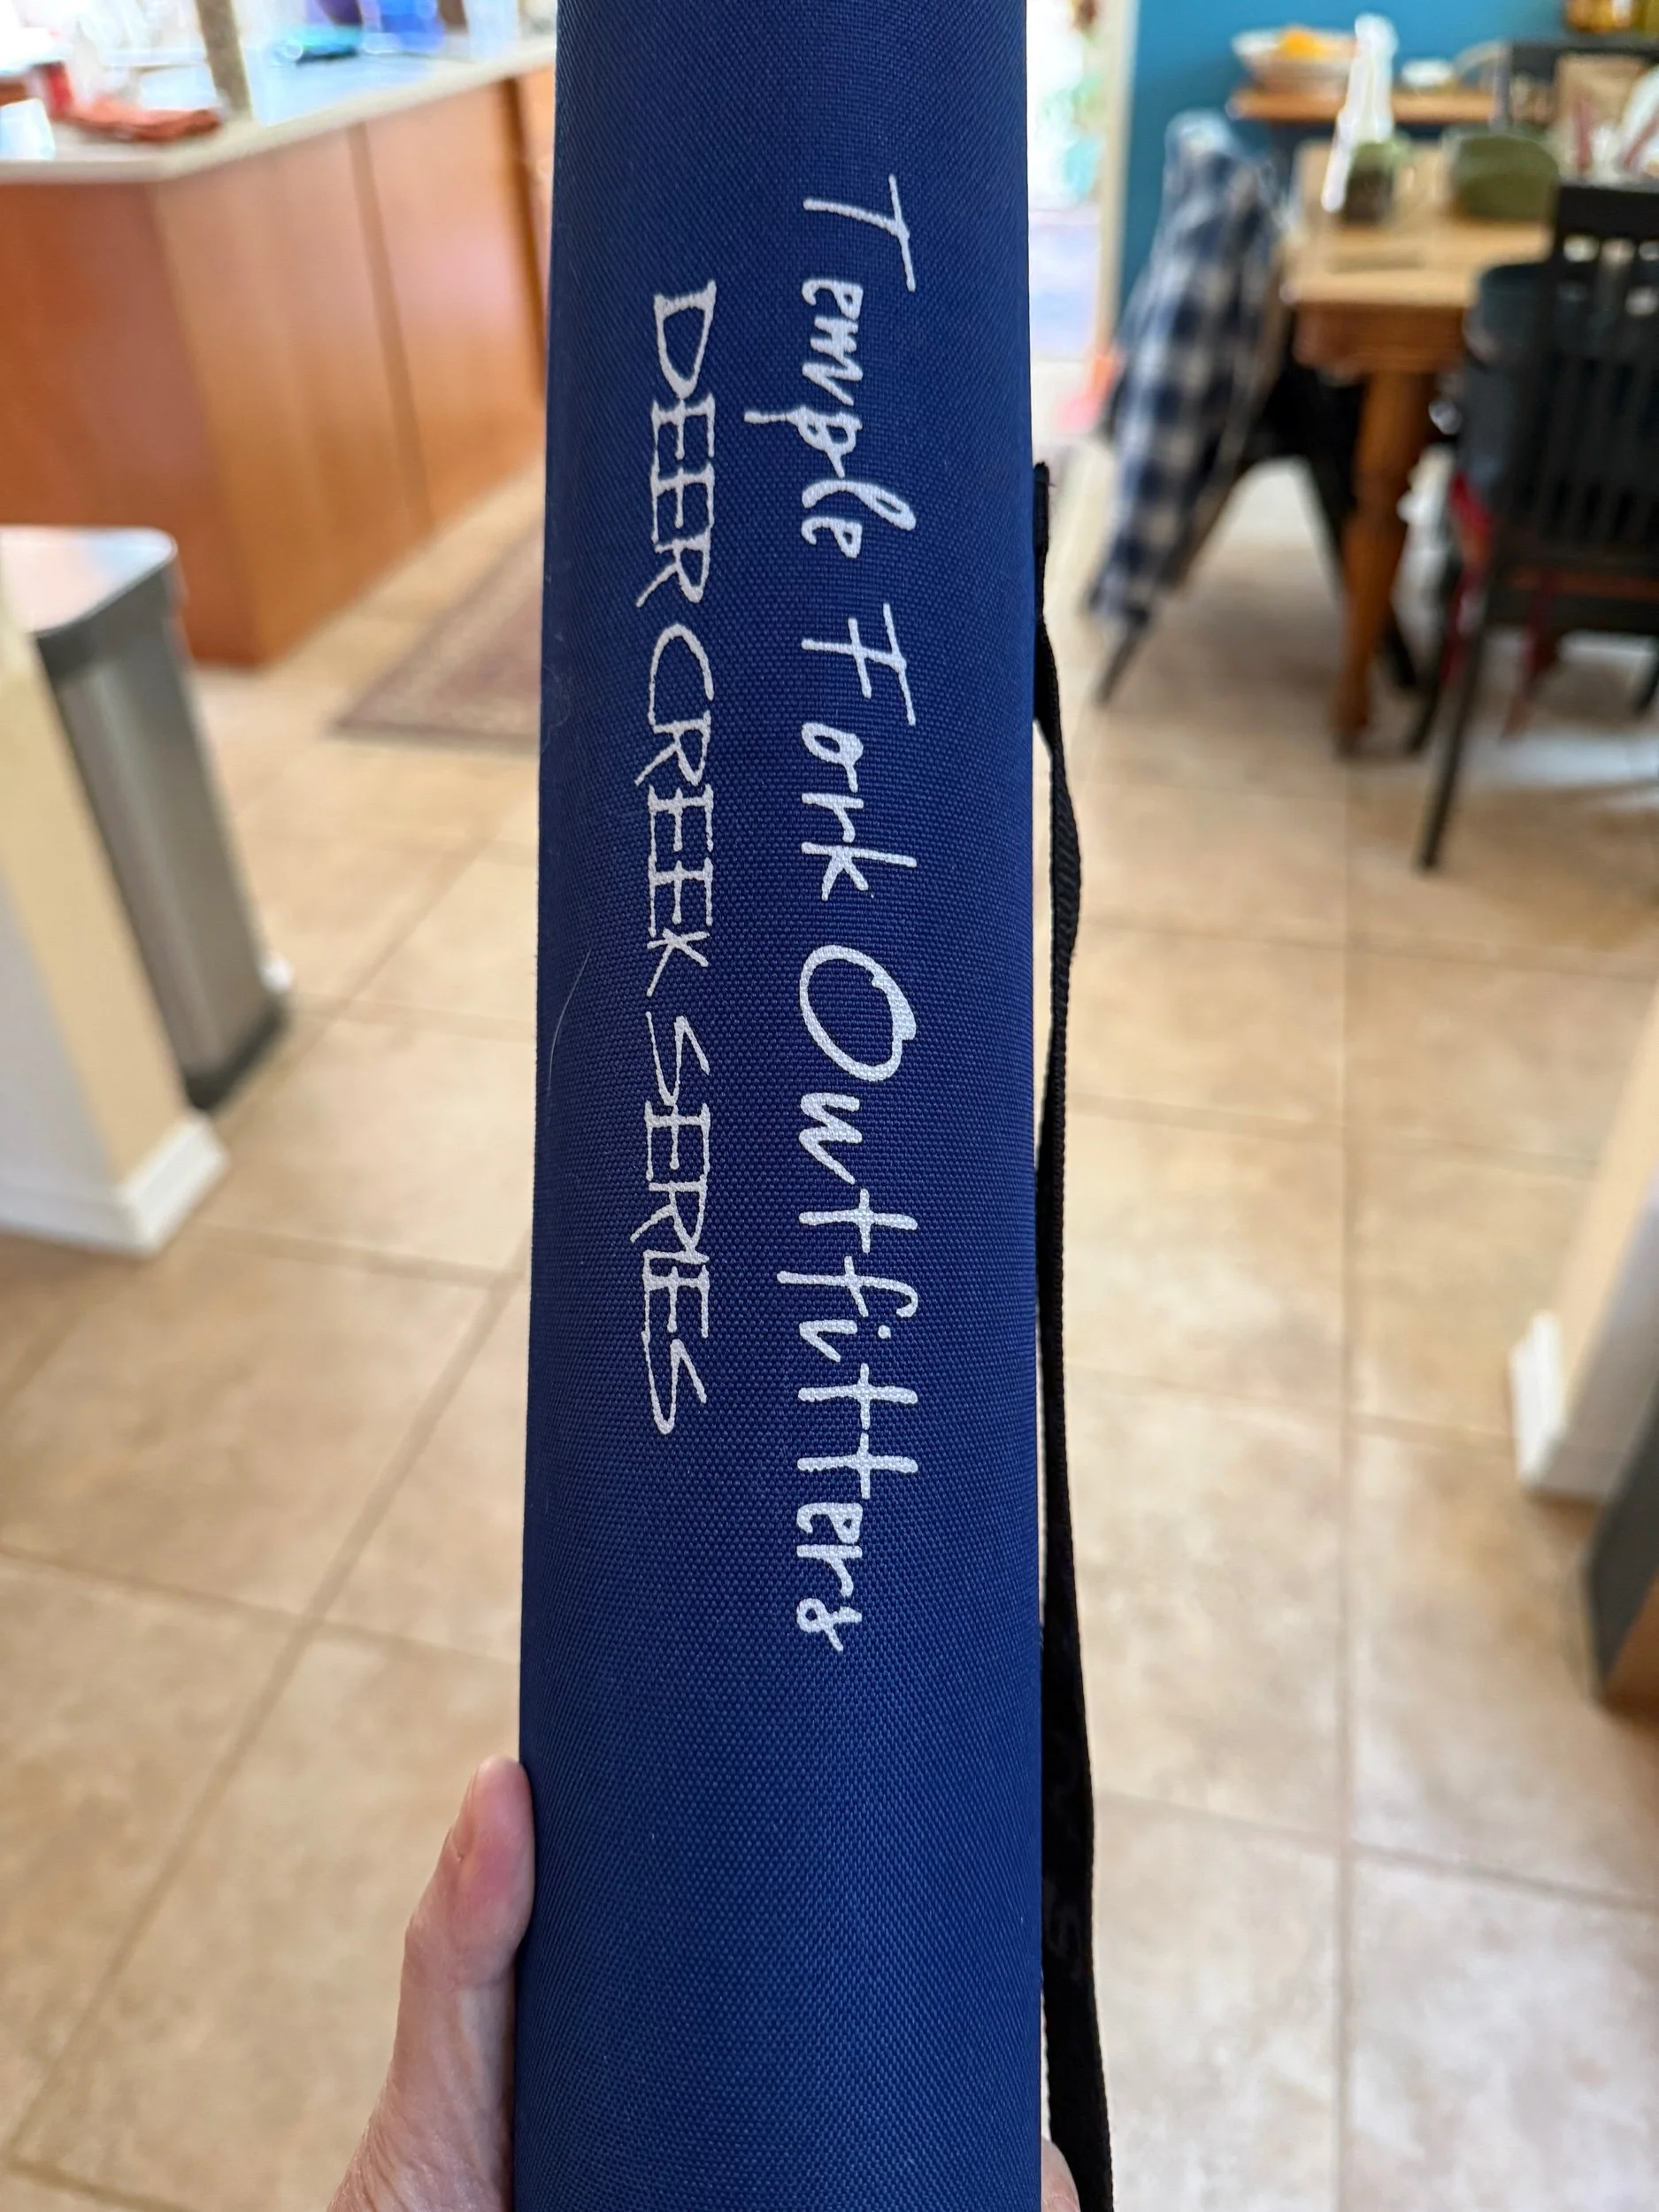 Temple Fork Outfitters
DEER CREEK SERIES